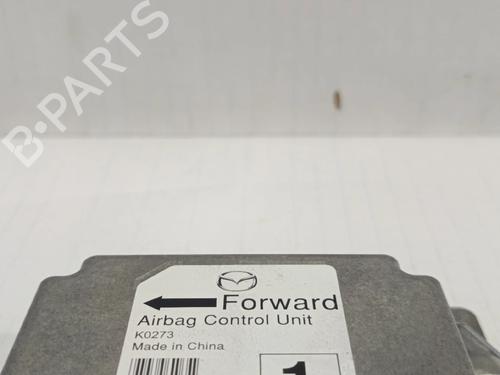 B-PARTS
Forward
Airbag Control Unit
K0273
Made in China
1